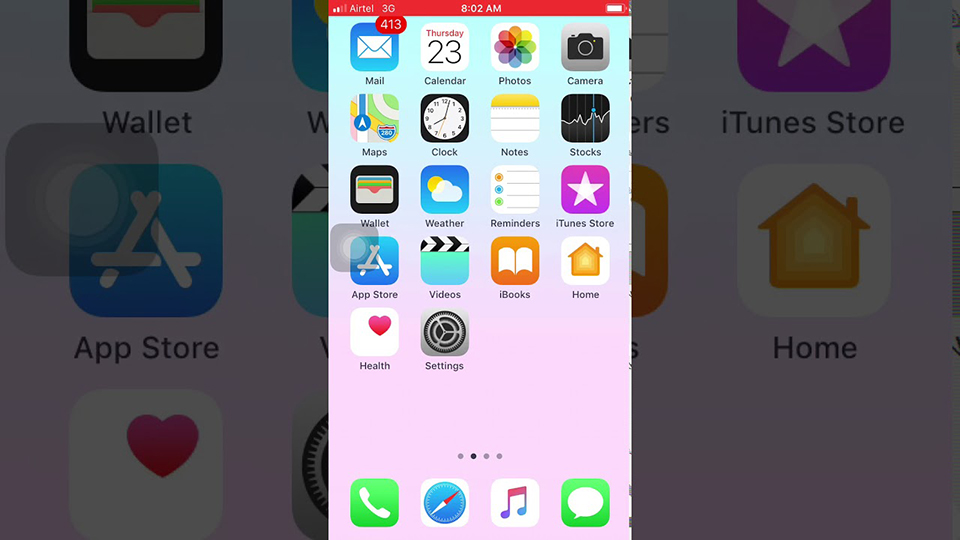 Airtel 3G 8:02 AM
413
Thursday
23
Mail Calendar Photos Camera
12
280
Maps Clock Notes Stocks
Wallet Weather Reminders iTunes Store
App Store Videos iBooks Home
Health Settings
Wallet
iTunes Store
App Store
Home